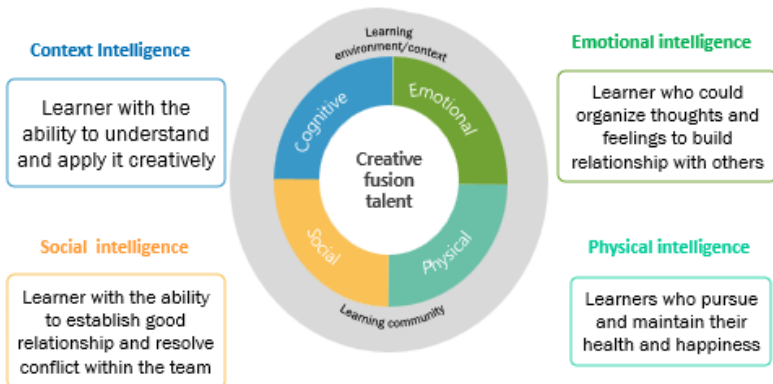 Context Intelligence
Learner with the
ability to understand
and apply it creatively
Social intelligence
Learner with the ability
to establish good
relationship and resolve
conflict within the team
Learning
environment/context
Cognitive
Emotional
Creative
fusion
talent
Social
Physical
Learning community
Emotional intelligence
Learner who could
organize thoughts and
feelings to build
relationship with others
Physical intelligence
Learners who pursue
and maintain their
health and happiness